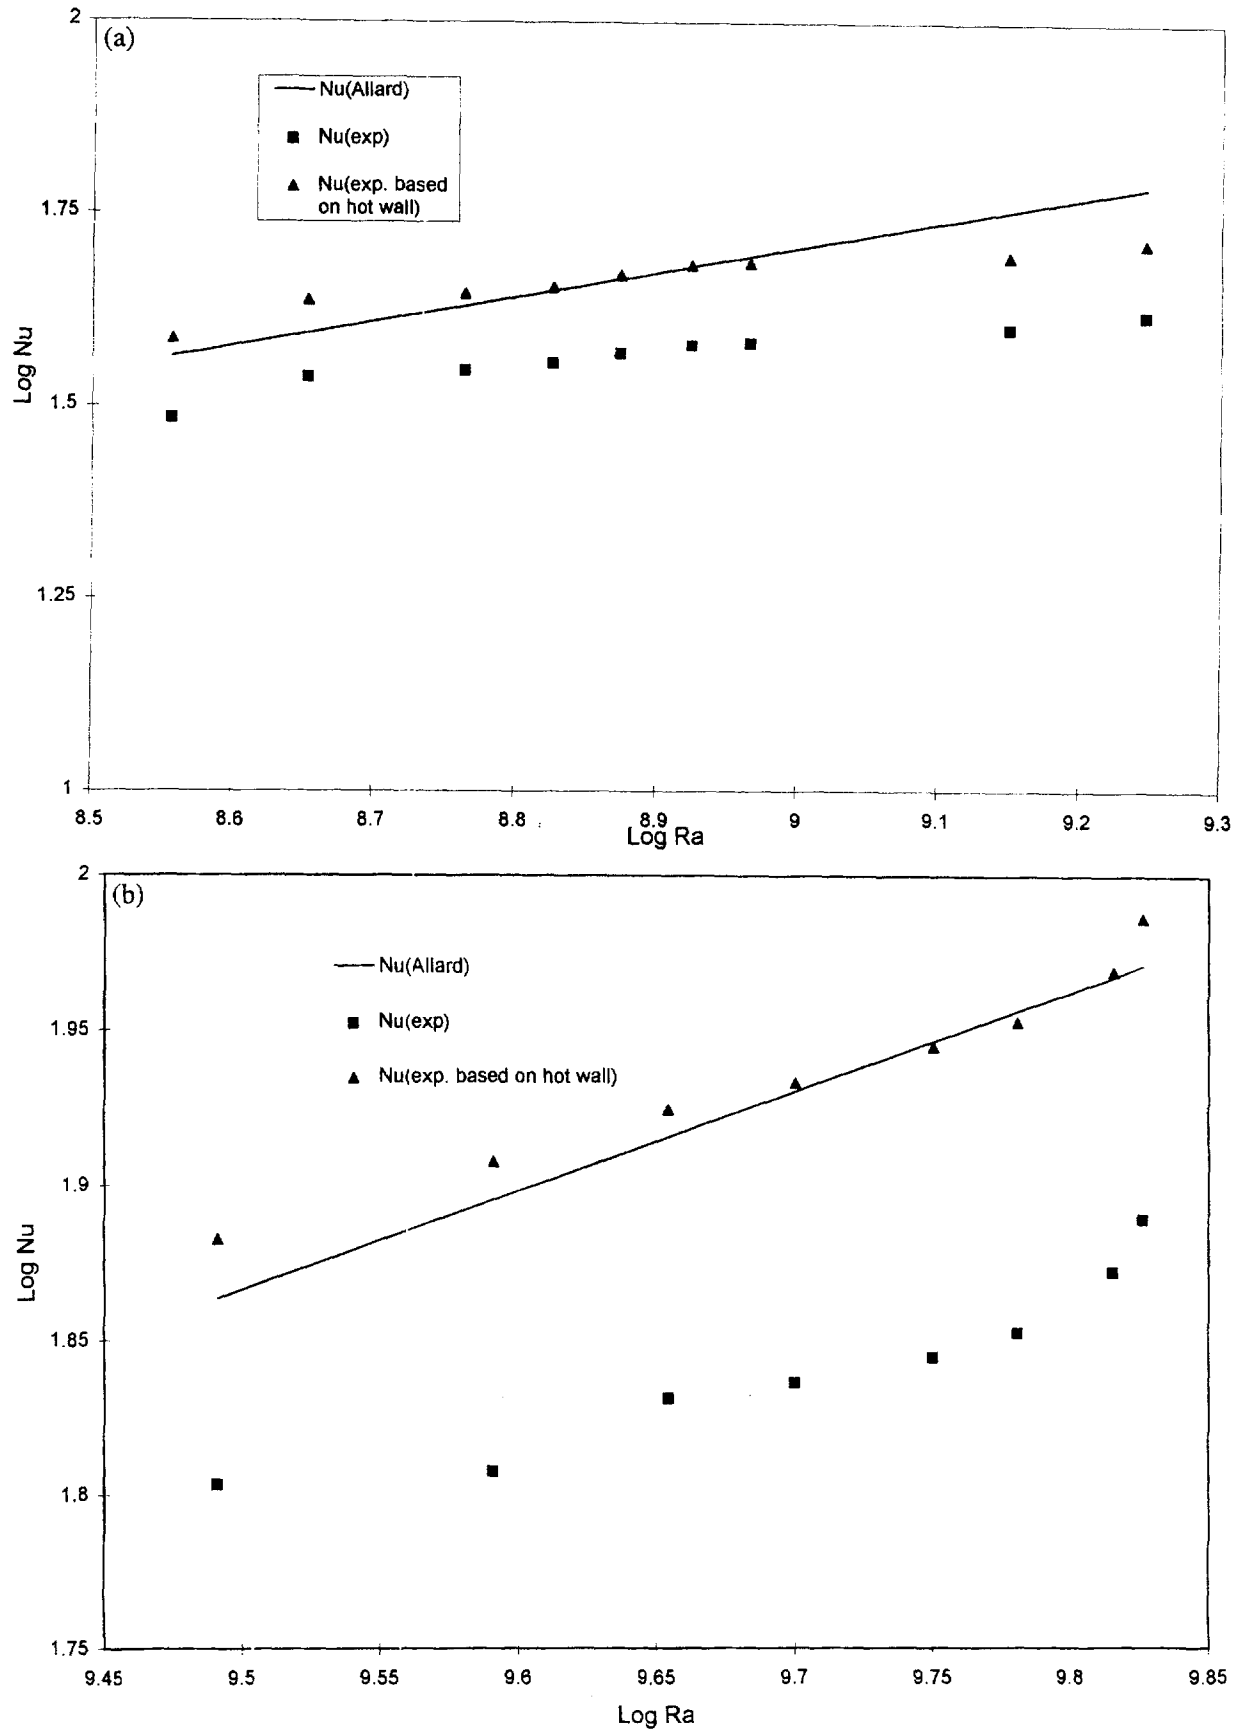 2
(a)
Nu(Allard)
Nu(exp)
Nu(exp. based
on hot wall)
1.75
Log Nu
1.5
1.25
1
8.5 8.6 8.7 8.8 8.9 9 9.1 9.2 9.3
Log Ra
2
(b)
Nu(Allard)
1.95
Nu(exp)
Nu(exp. based on hot wall)
1.9
Log Nu
1.85
1.8
1.75
9.45 9.5 9.55 9.6 9.65 9.7 9.75 9.8 9.85
Log Ra